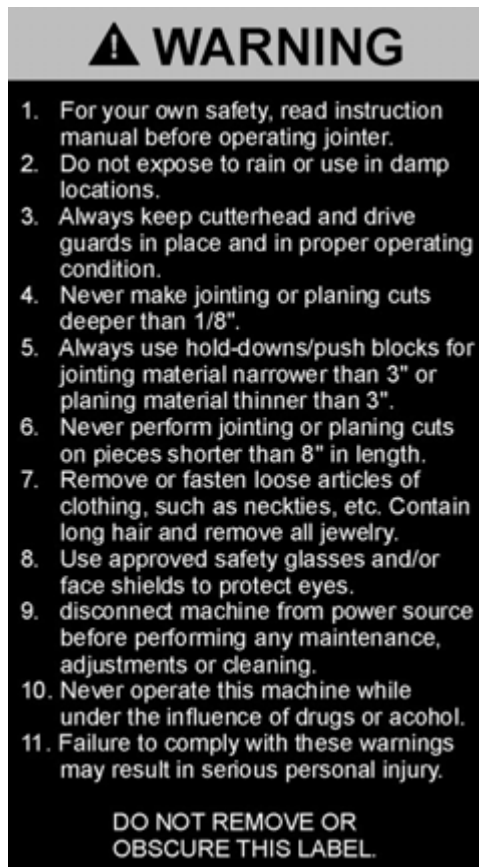 WARNING
1. For your own safety, read instruction
manual before operating jointer.
2. Do not expose to rain or use in damp
locations.
3. Always keep cutterhead and drive
guards in place and in proper operating
condition.
4. Never make jointing or planing cuts
deeper than 1/8".
5. Always use hold-downs/push blocks for
jointing material narrower than 3" or
planing material thinner than 3".
6. Never perform jointing or planing cuts
on pieces shorter than 8" in length.
7. Remove or fasten loose articles of
clothing, such as neckties, etc. Contain
long hair and remove all jewelry.
8. Use approved safety glasses and/or
face shields to protect eyes.
9. disconnect machine from power source
before performing any maintenance,
adjustments or cleaning.
10. Never operate this machine while
under the influence of drugs or acohol.
11. Failure to comply with these warnings
may result in serious personal injury.
DO NOT REMOVE OR
OBSCURE THIS LABEL.